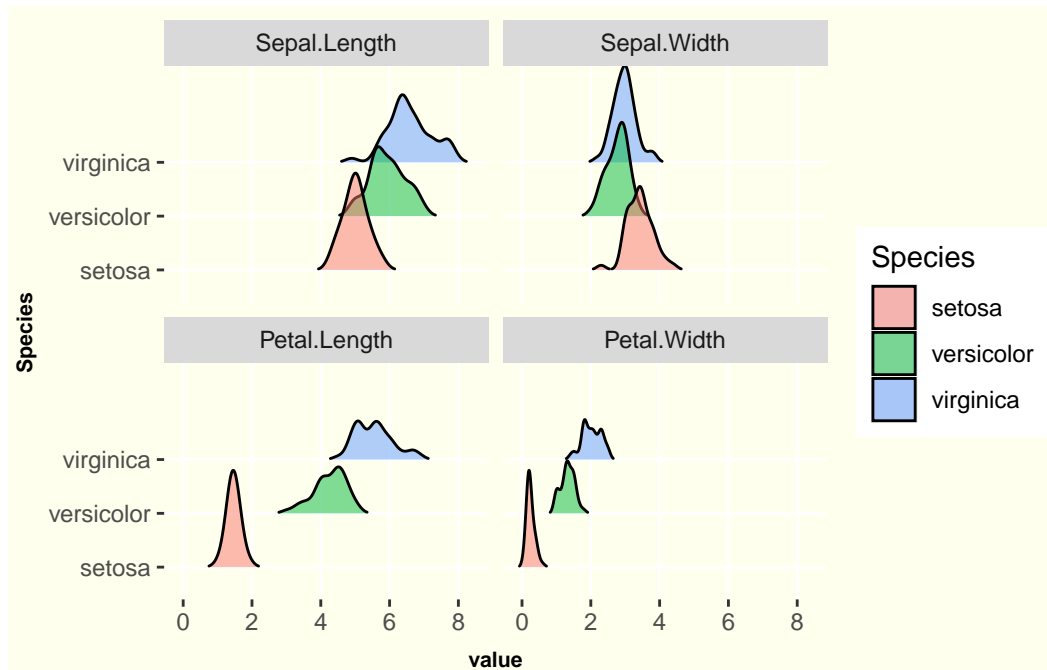 Sepal.Length
Sepal.Width
virginica
versicolor
setosa
Petal.Length
Petal.Width
virginica
versicolor
setosa
0 2 4 6 8
0 2 4 6 8
value
Species
Species
setosa
versicolor
virginica